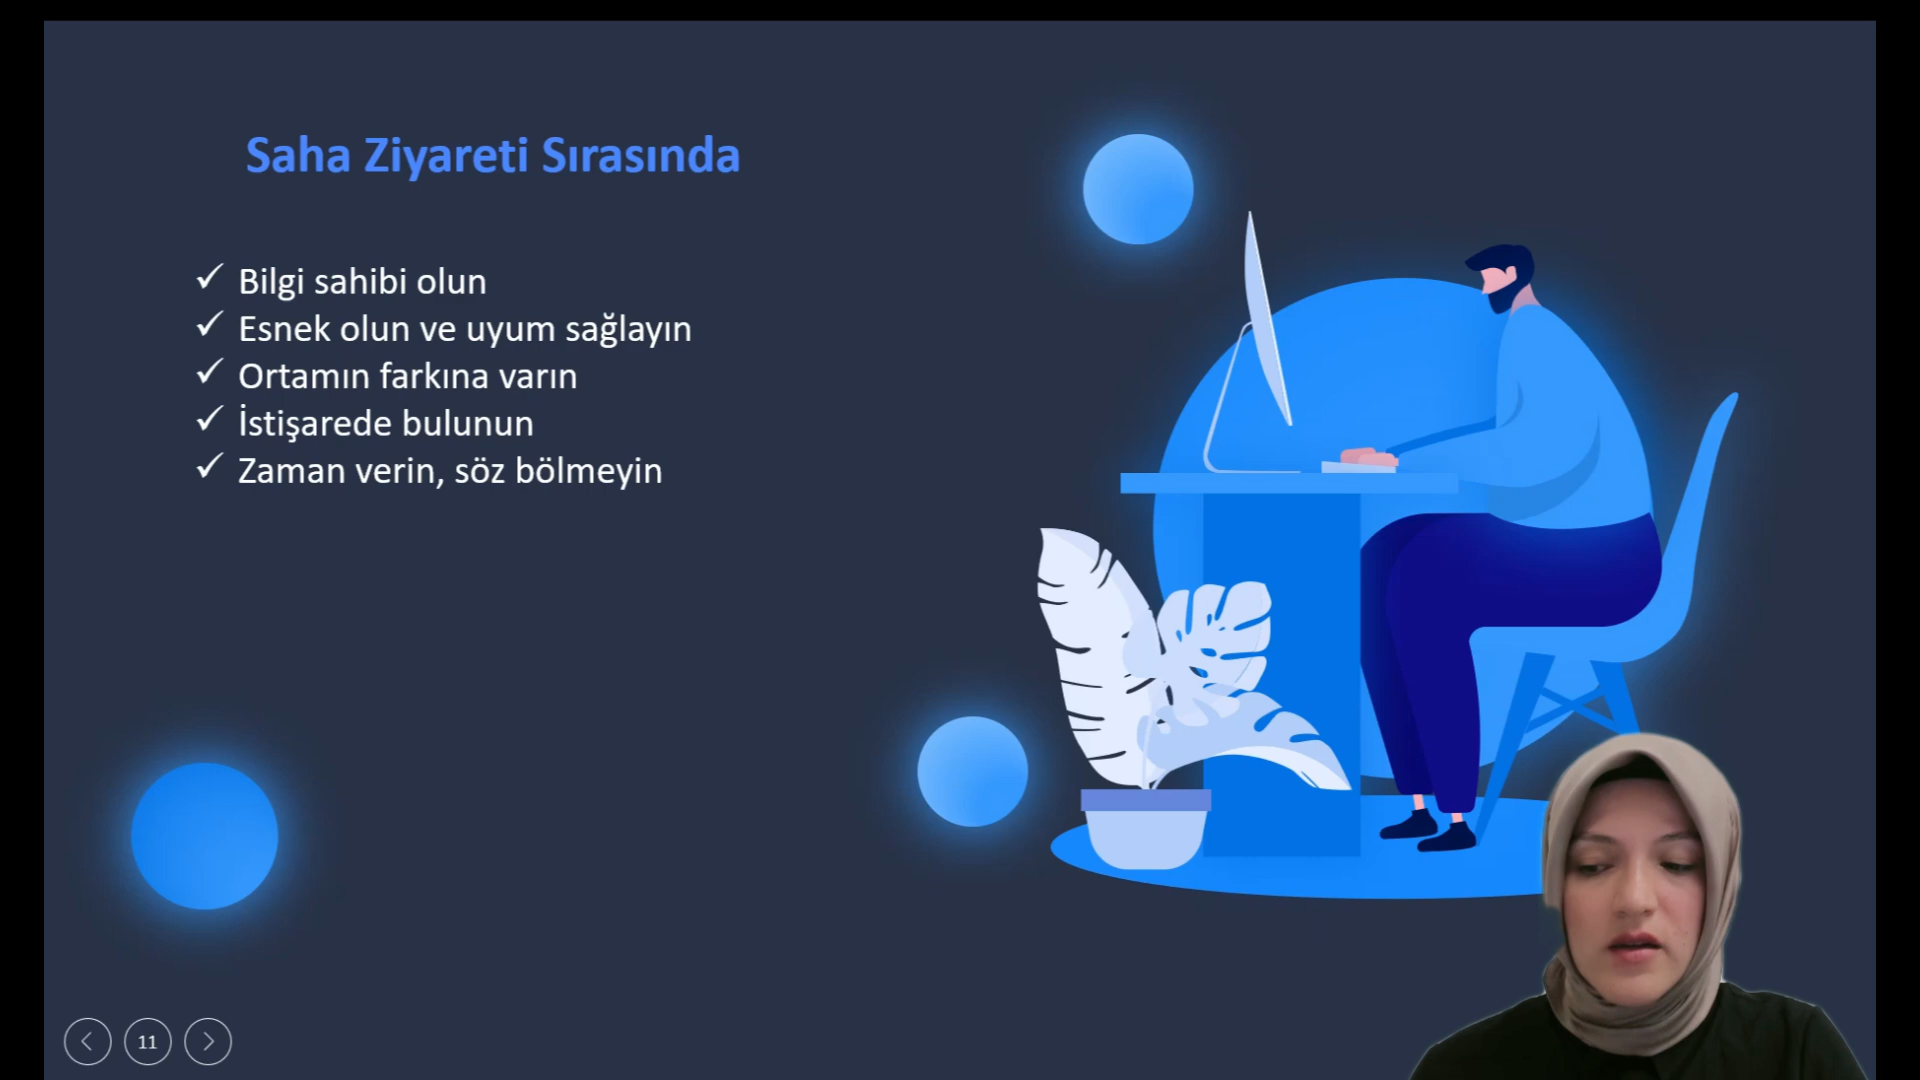 Saha Ziyareti Sırasında
Bilgi sahibi olun
Esnek olun ve uyum sağlayın
Ortamın farkına varın
İstişarede bulunun
Zaman verin, söz bölmeyin
11